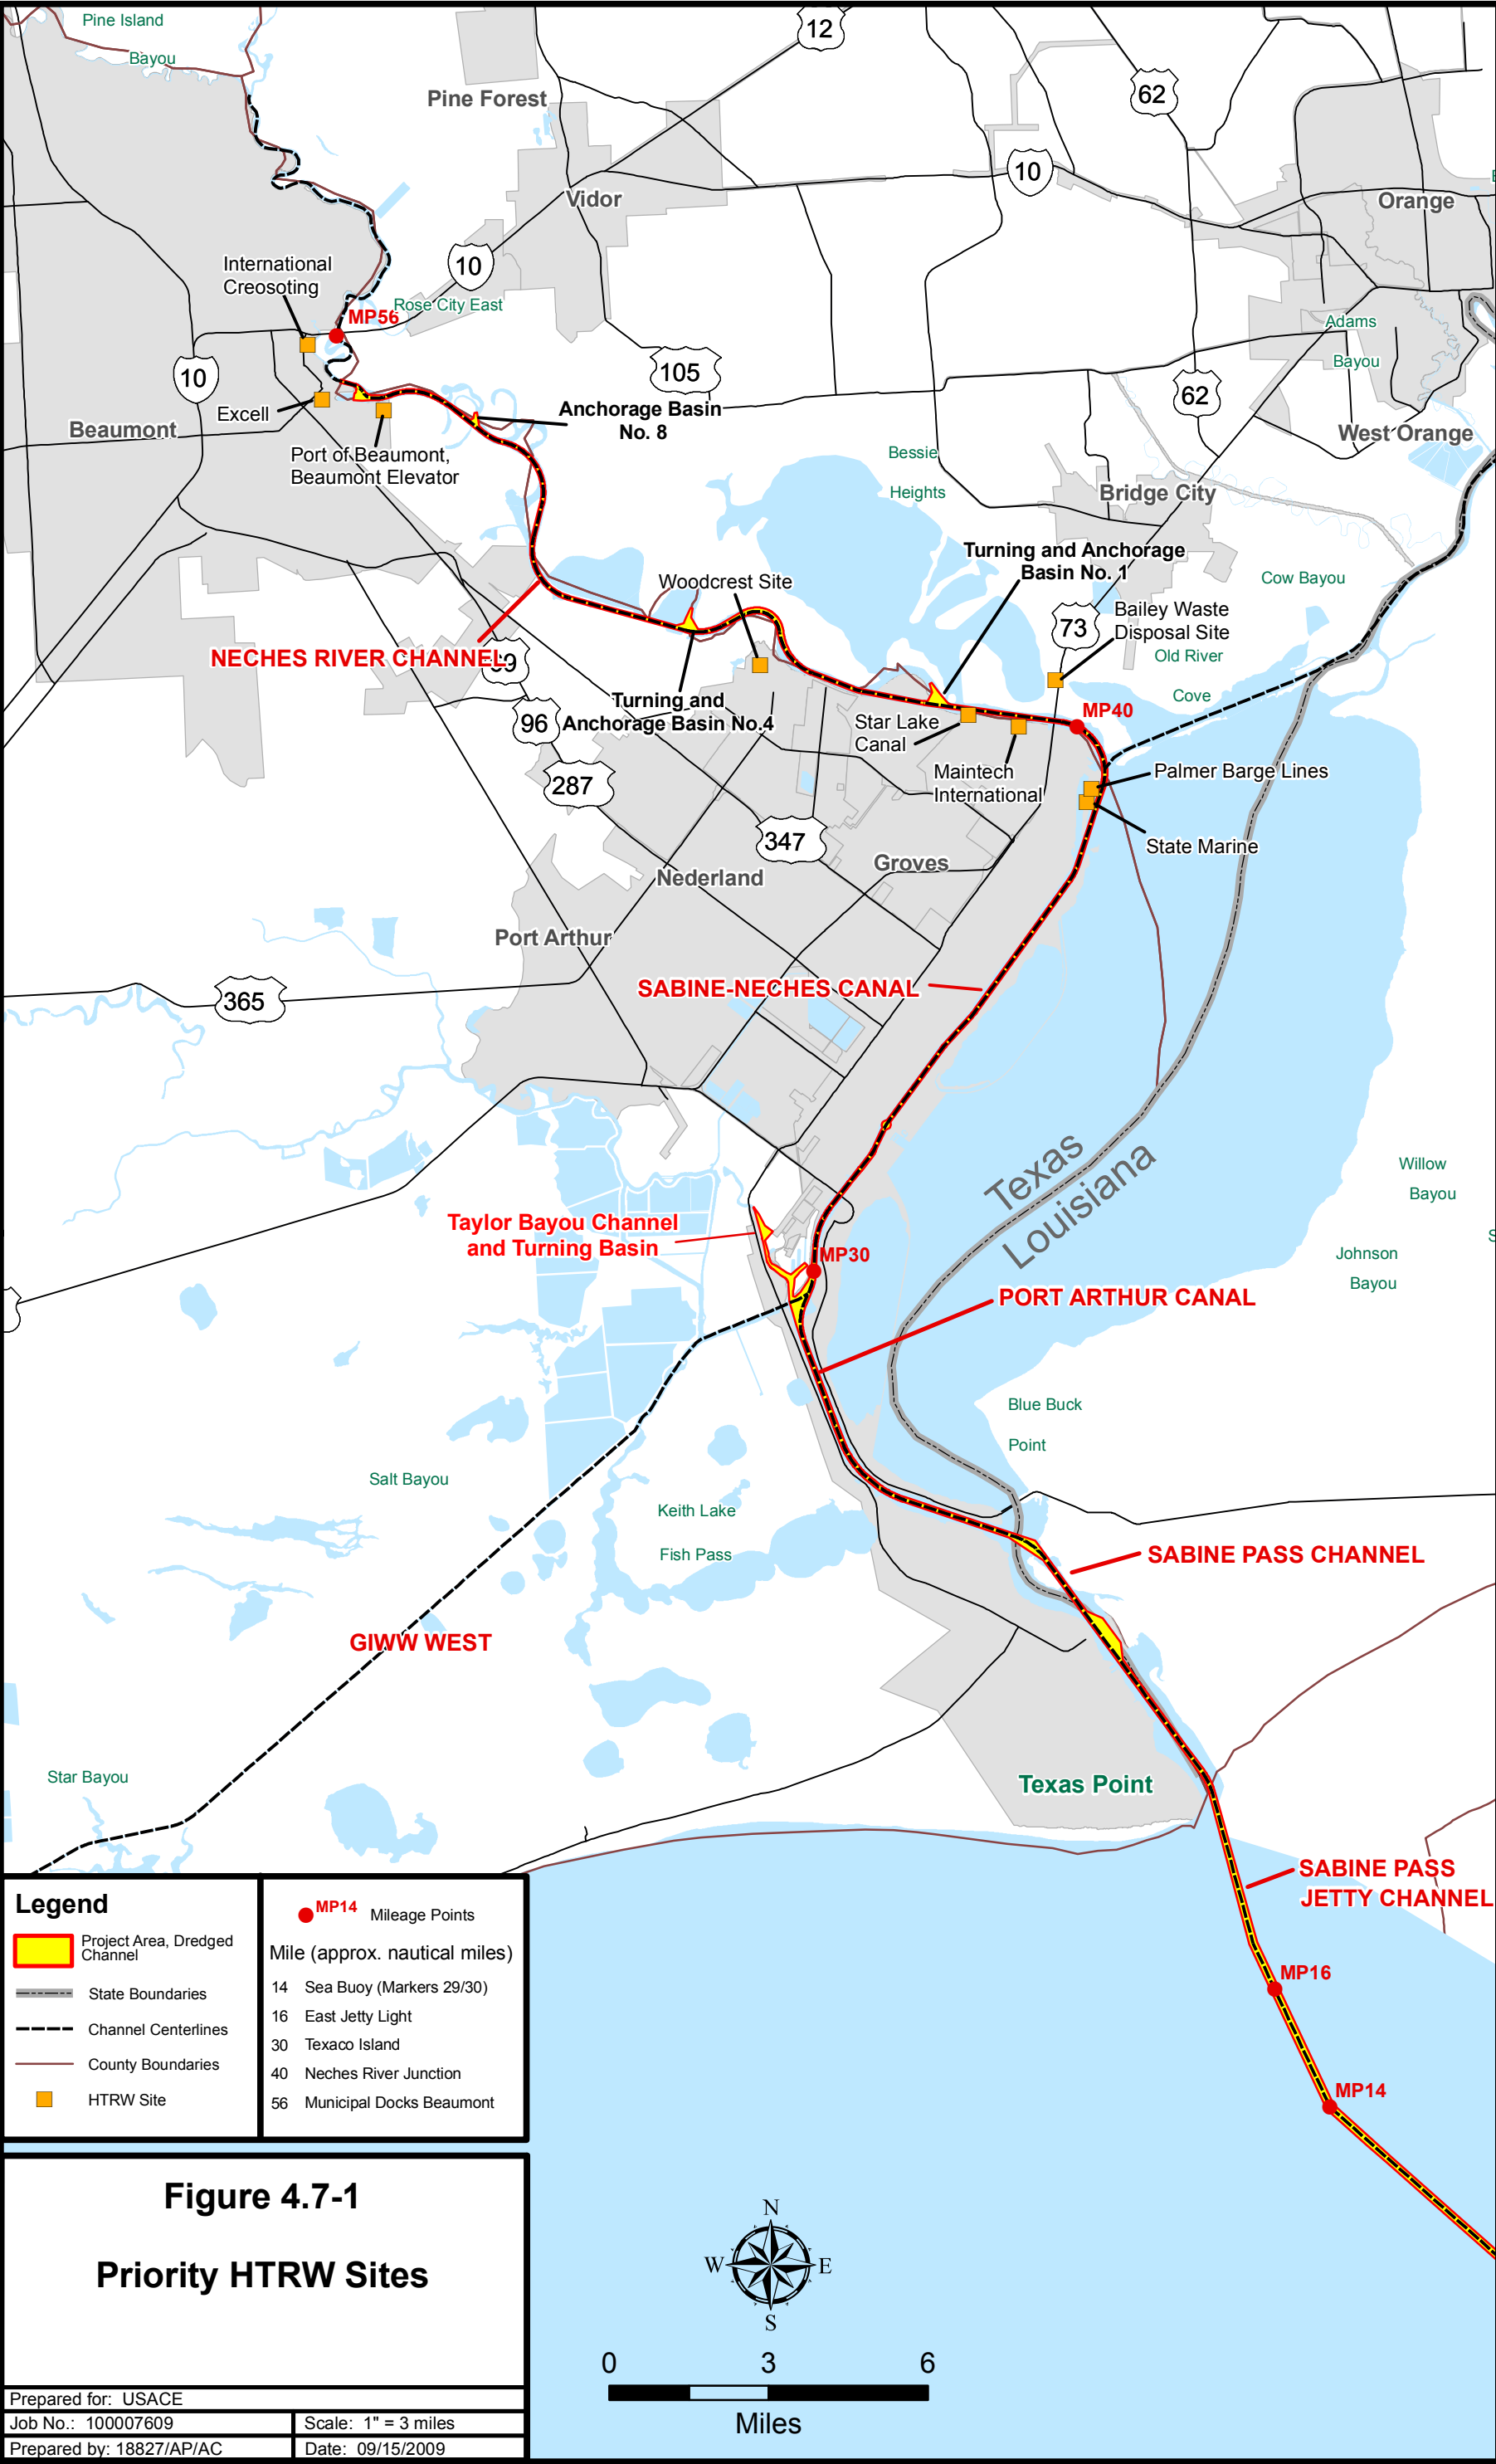 Pine Island
Bayou
12
62
Pine Forest
10
Vidor
Orange
International
Creosoting
10
Rose City East
MP56
Adams
Bayou
105
10
62
Excell
Anchorage Basin
No. 8
Beaumont
West Orange
Port of Beaumont,
Beaumont Elevator
Bessie
Heights
Bridge City
Turning and Anchorage
Basin No. 1
Woodcrest Site
Cow Bayou
Bailey Waste
Disposal Site
73
NECHES RIVER CHANNEL
Old River
Cove
96
Turning and
Anchorage Basin No.4
Star Lake
Canal
MP40
Maintech
International
Palmer Barge Lines
287
347
State Marine
Groves
Nederland
Port Arthur
SABINE-NECHES CANAL
365
Texas
Louisiana
Willow
Bayou
Taylor Bayou Channel
and Turning Basin
MP30
Johnson
Bayou
PORT ARTHUR CANAL
Blue Buck
Point
Salt Bayou
Keith Lake
Fish Pass
SABINE PASS CHANNEL
GIWW WEST
Star Bayou
Texas Point
SABINE PASS
JETTY CHANNEL
MP16
MP14
Legend
Project Area, Dredged
Channel
State Boundaries
Channel Centerlines
County Boundaries
HTRW Site
MP14 Mileage Points
Mile (approx. nautical miles)
14 Sea Buoy (Markers 29/30)
16 East Jetty Light
30 Texaco Island
40 Neches River Junction
56 Municipal Docks Beaumont
Figure 4.7-1
Priority HTRW Sites
Prepared for: USACE
Job No.: 100007609
Scale: 1" = 3 miles
Prepared by: 18827/AP/AC
Date: 09/15/2009
N
W
E
S
0 3 6
Miles